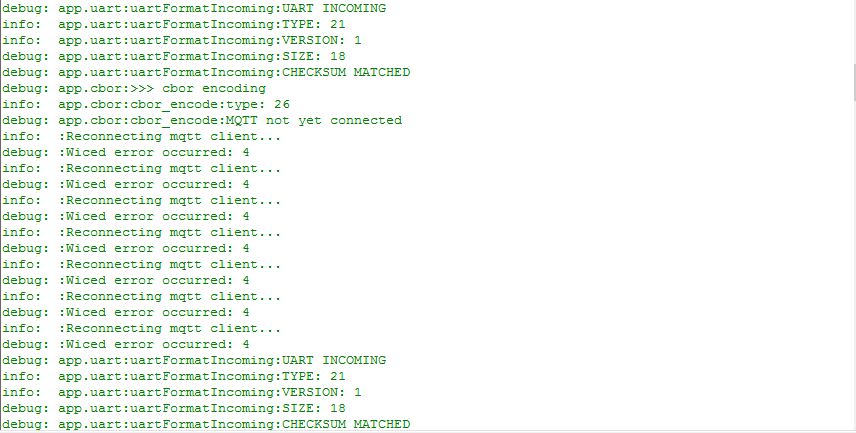 debug: app.uart:uartFormatIncoming:UART INCOMING
info:  app.uart:uartFormatIncoming:TYPE: 21
info:  app.uart:uartFormatIncoming:VERSION: 1
debug: app.uart:uartFormatIncoming:SIZE: 18
debug: app.uart:uartFormatIncoming:CHECKSUM MATCHED
debug: app.cbor:>>> cbor encoding
info:  app.cbor:cbor_encode:type: 26
debug: app.cbor:cbor_encode:MQTT not yet connected
info:  :Reconnecting mqtt client...
debug: :Wiced error occurred: 4
info:  :Reconnecting mqtt client...
debug: :Wiced error occurred: 4
info:  :Reconnecting mqtt client...
debug: :Wiced error occurred: 4
info:  :Reconnecting mqtt client...
debug: :Wiced error occurred: 4
info:  :Reconnecting mqtt client...
debug: :Wiced error occurred: 4
info:  :Reconnecting mqtt client...
debug: :Wiced error occurred: 4
info:  :Reconnecting mqtt client...
debug: :Wiced error occurred: 4
debug: app.uart:uartFormatIncoming:UART INCOMING
info:  app.uart:uartFormatIncoming:TYPE: 21
info:  app.uart:uartFormatIncoming:VERSION: 1
debug: app.uart:uartFormatIncoming:SIZE: 18
debug: app.uart:uartFormatIncoming:CHECKSUM MATCHED